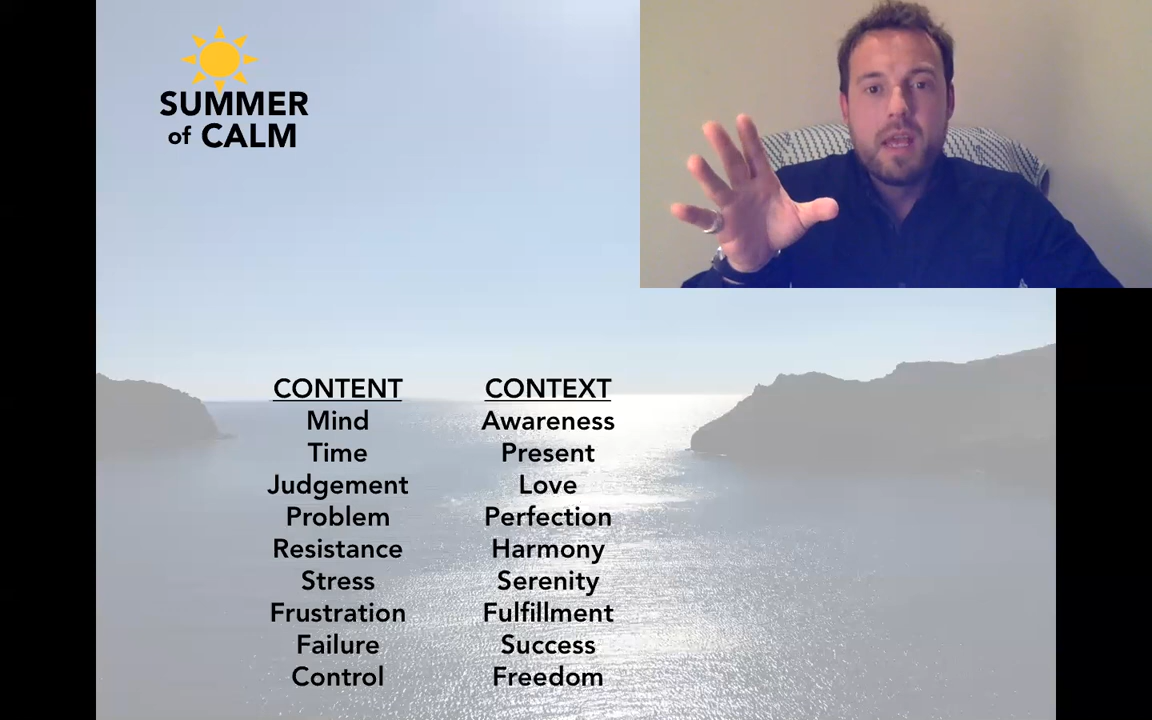 SUMMER
of CALM
CONTENT CONTEXT
Mind Awareness
Time Present
Judgement Love
Problem Perfection
Resistance Harmony
Stress Serenity
Frustration Fulfillment
Failure Success
Control Freedom